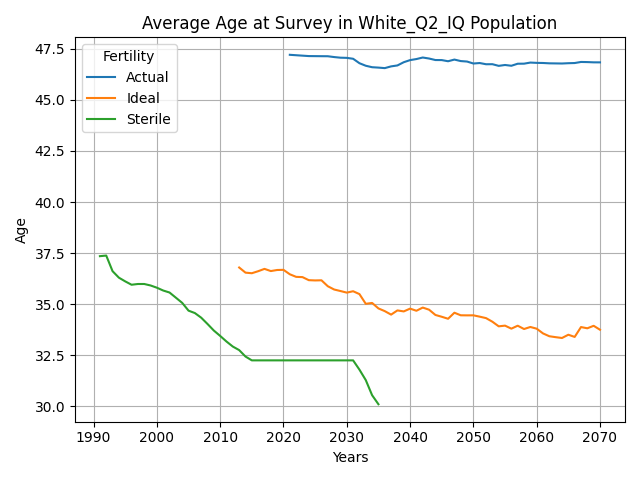 Average Age at Survey in White_Q2_IQ Population
Fertility
Actual
Ideal
Sterile
47.5
45.0
42.5
40.0
37.5
35.0
32.5
30.0
Age
1990 2000 2010 2020 2030 2040 2050 2060 2070
Years